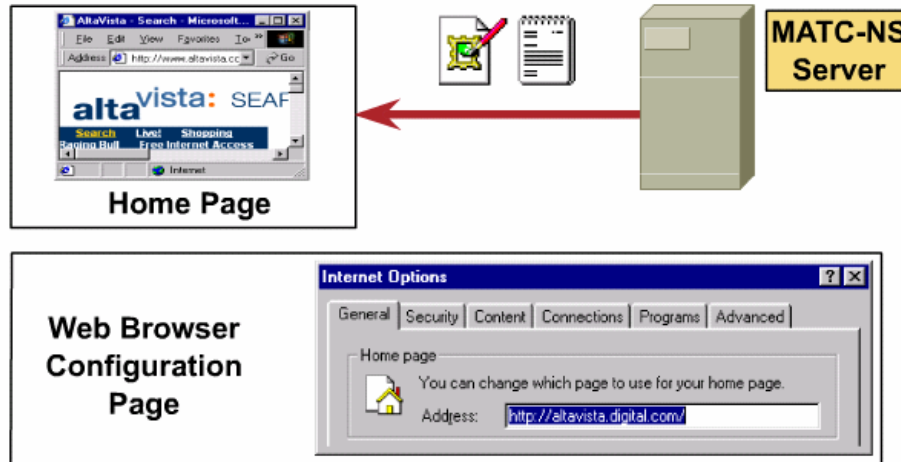 AltaVista - Search - Microsoft...
File Edit View Favorites To »
Address http://www.altavista.cc Go
altavista: SEAF
Search Live! Shopping
Raging Bull Free Internet Access
Internet
Home Page
MATC-NS
Server
Web Browser
Configuration
Page
Internet Options
General Security Content Connections Programs Advanced
Home page
You can change which page to use for your home page.
Address: http://altavista.digital.com/